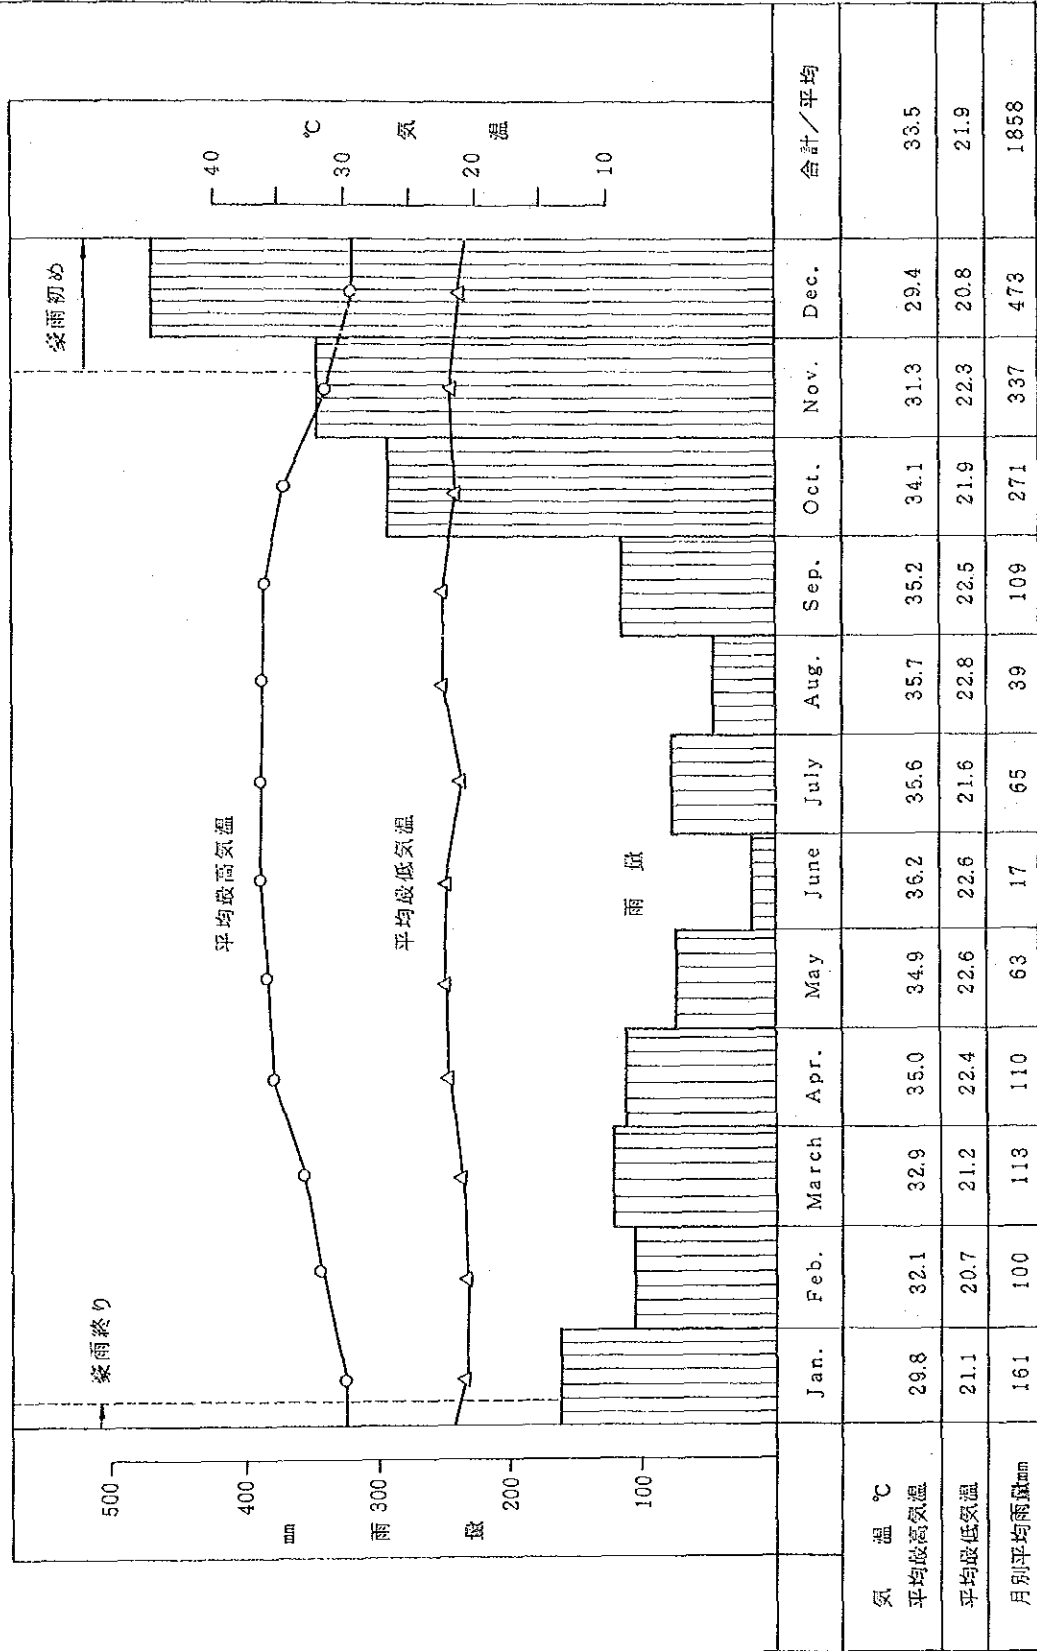 豪雨終り
豪雨初め
500
400
300
200
100
mm
雨量
40
30
20
10
℃
気温
平均最高気温
平均最低気温
雨量
Jan. Feb. March Apr. May June July Aug. Sep. Oct. Nov. Dec. 合計/平均
気温 ℃
平均最高気温 29.8 32.1 32.9 35.0 34.9 36.2 35.6 35.7 35.2 34.1 31.3 29.4 33.5
平均最低気温 21.1 20.7 21.2 22.4 22.6 22.6 21.6 22.8 22.5 21.9 22.3 20.8 21.9
月別平均雨量mm 161 100 113 110 63 17 65 39 109 271 337 473 1858